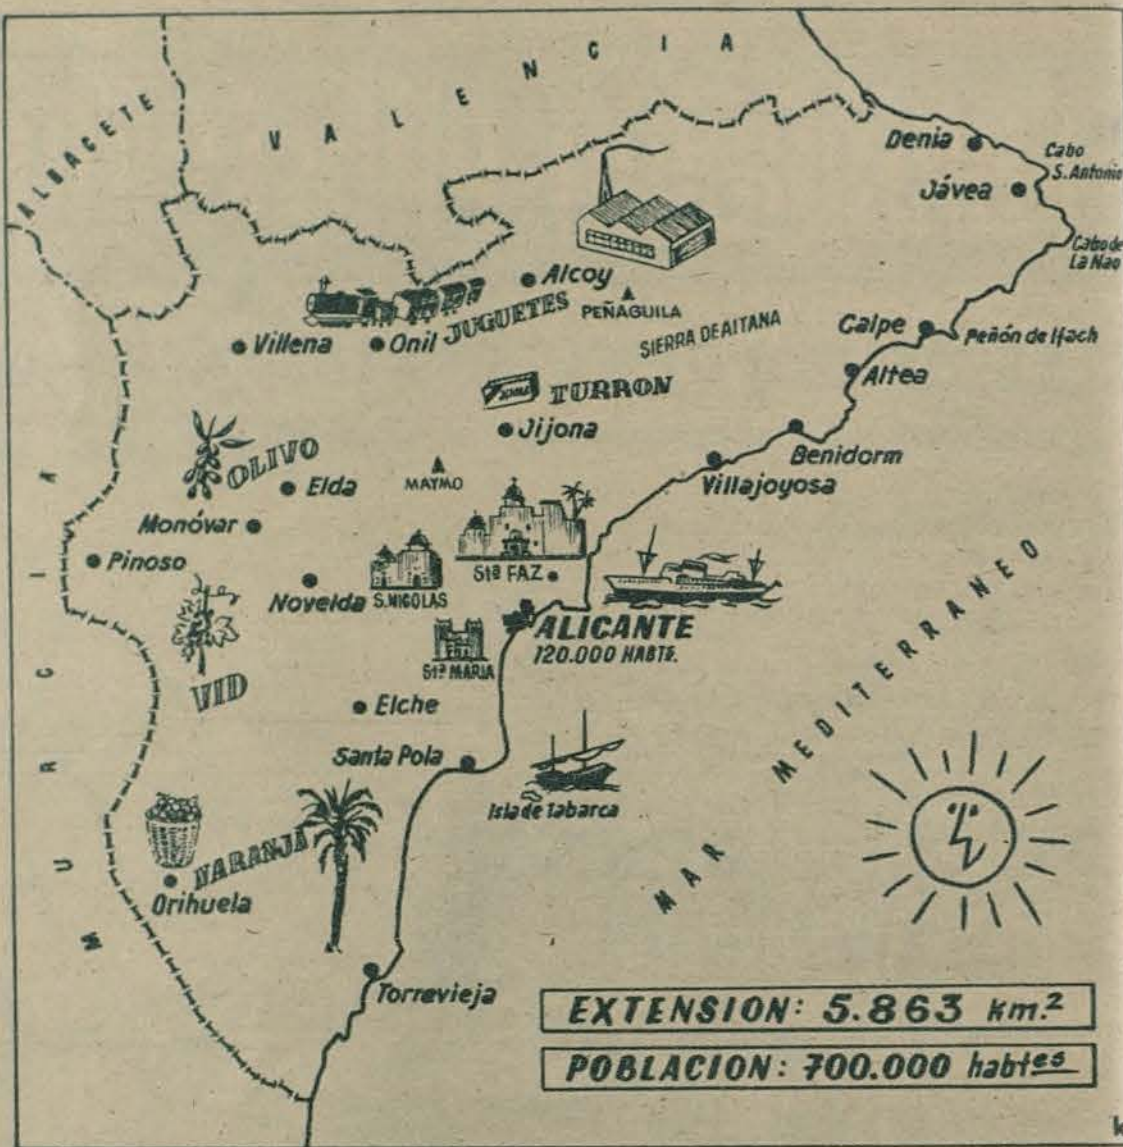 VALENCIA
ALBACETE
Denia
Cabo
S. Antonio
Jávea
Cabo de
La Nao
Alcoy
JUGUETES
PEÑAGUILA
SIERRA DE AITANA
Calpe
Peñón de Ifach
Villena
Onil
Altea
TURRON
Jijona
Benidorm
Villajoyosa
OLIVO
Elda
MAYMO
Monóvar
Pinoso
Stª FAZ
Novelda
S. NICOLAS
ALICANTE
120.000 HABTS.
Stª MARIA
VID
MURCIA
Elche
Santa Pola
Isla de Tabarca
MAR MEDITERRANEO
NARANJA
Orihuela
Torrevieja
EXTENSION: 5.863 km.²
POBLACION: 700.000 habtes